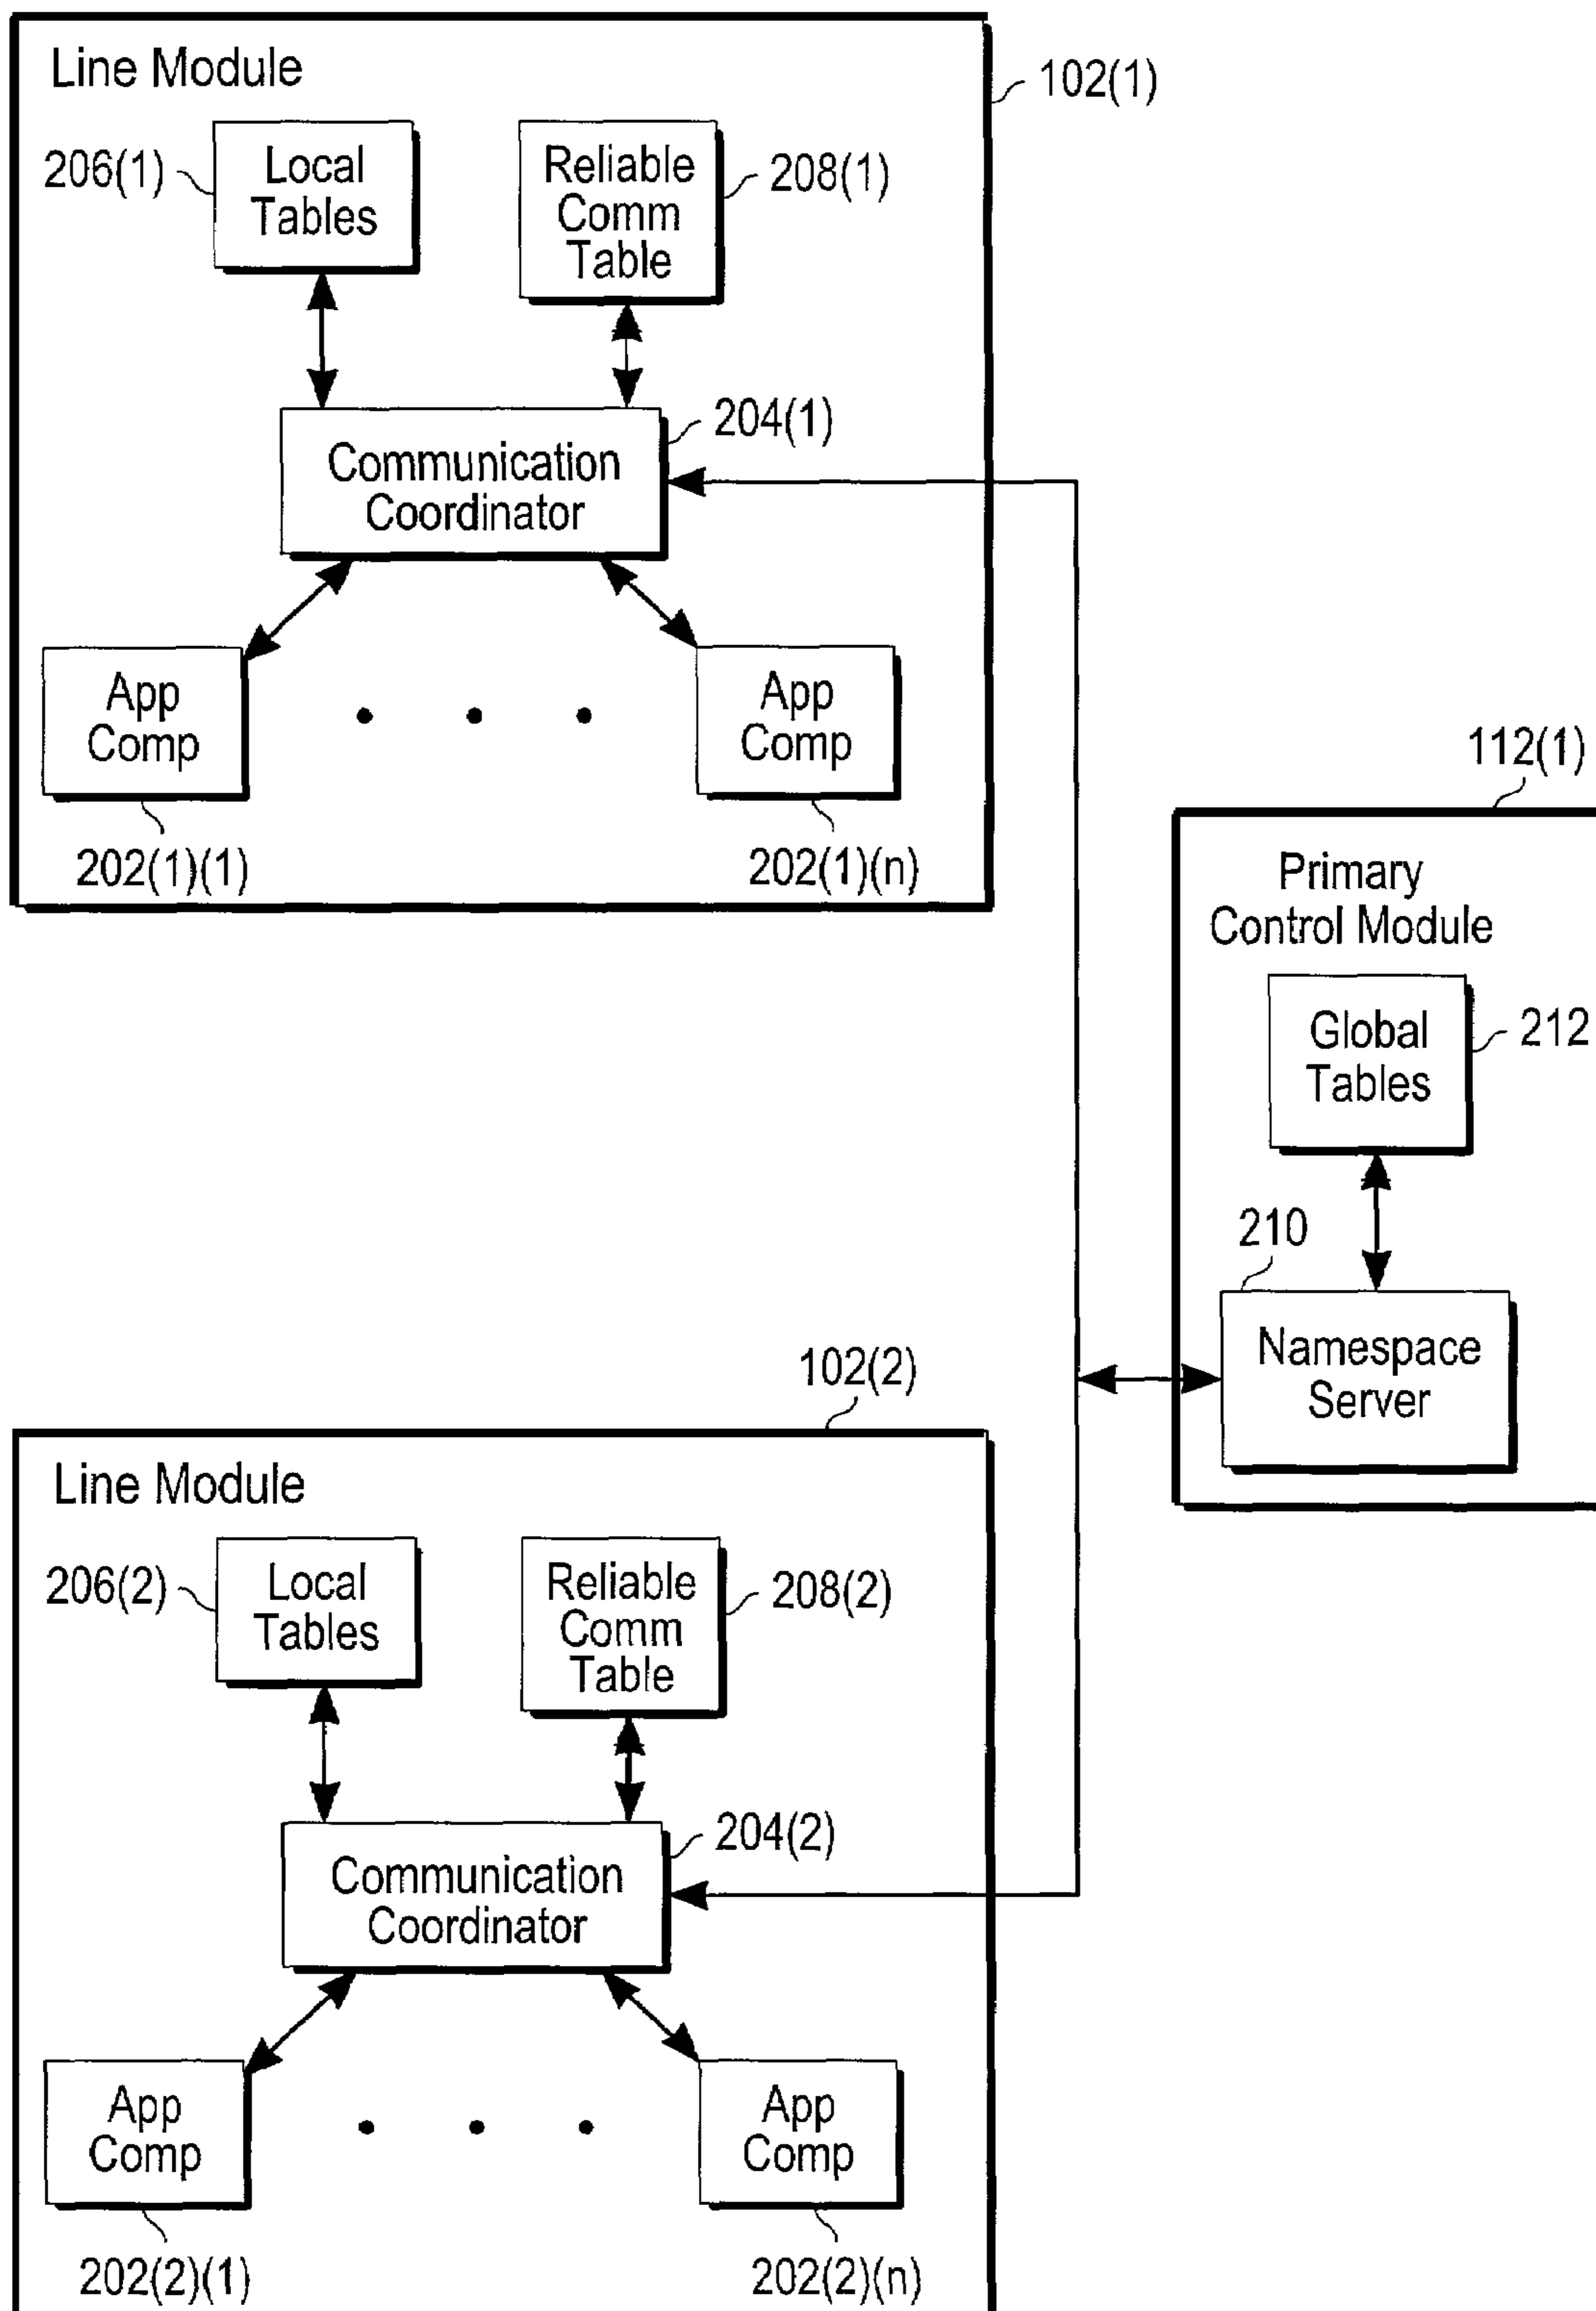 Line Module
102(1)
206(1)
Local
Tables
Reliable
Comm
Table
208(1)
204(1)
Communication
Coordinator
App
Comp
App
Comp
202(1)(1)
202(1)(n)
112(1)
Primary
Control Module
Global
Tables
212
210
Namespace
Server
102(2)
Line Module
206(2)
Local
Tables
Reliable
Comm
Table
208(2)
204(2)
Communication
Coordinator
App
Comp
App
Comp
202(2)(1)
202(2)(n)